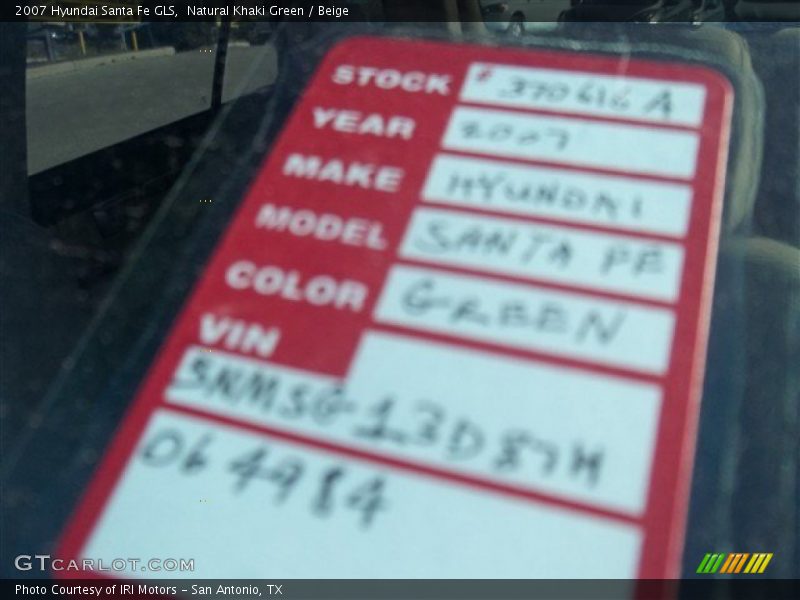 2007 Hyundai Santa Fe GLS, Natural Khaki Green / Beige
STOCK # 370616 A
YEAR 2007
MAKE HYUNDAI
MODEL SANTA FE
COLOR GREEN
VIN
5NMSG13D87H
064984
GTCARLOT.COM
Photo Courtesy of IRI Motors - San Antonio, TX